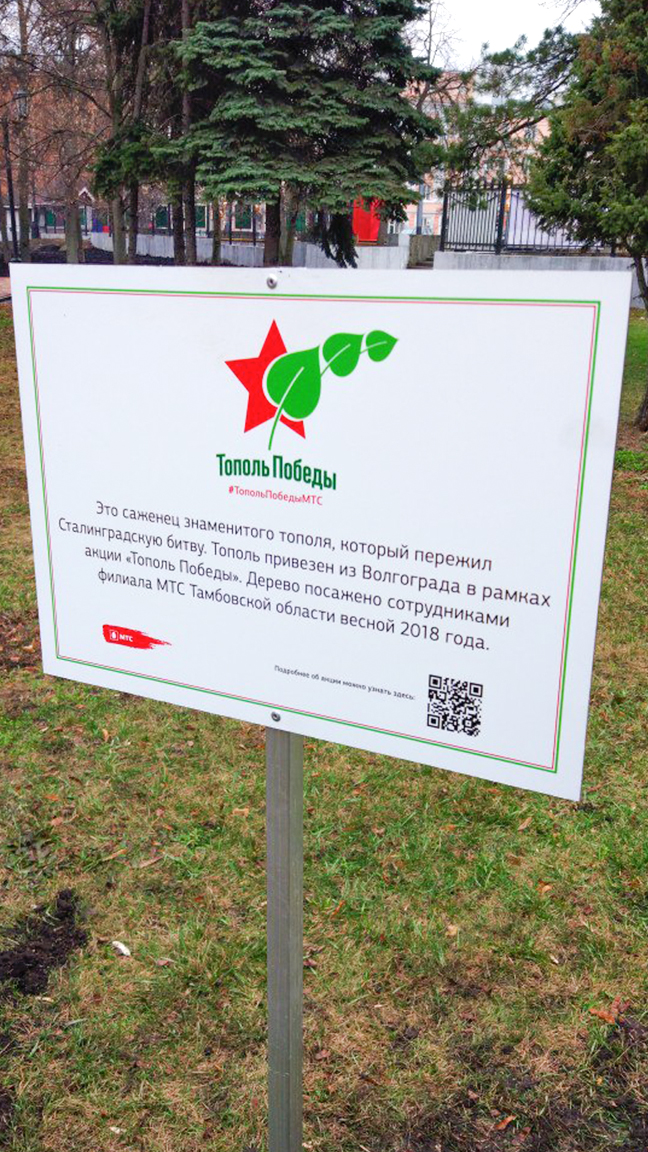 Тополь Победы
#ТопольПобедыМТС
Это саженец знаменитого тополя, который пережил
Сталинградскую битву. Тополь привезен из Волгограда в рамках
акции «Тополь Победы». Дерево посажено сотрудниками
филиала МТС Тамбовской области весной 2018 года.
МТС
Подробнее об акции можно узнать здесь: